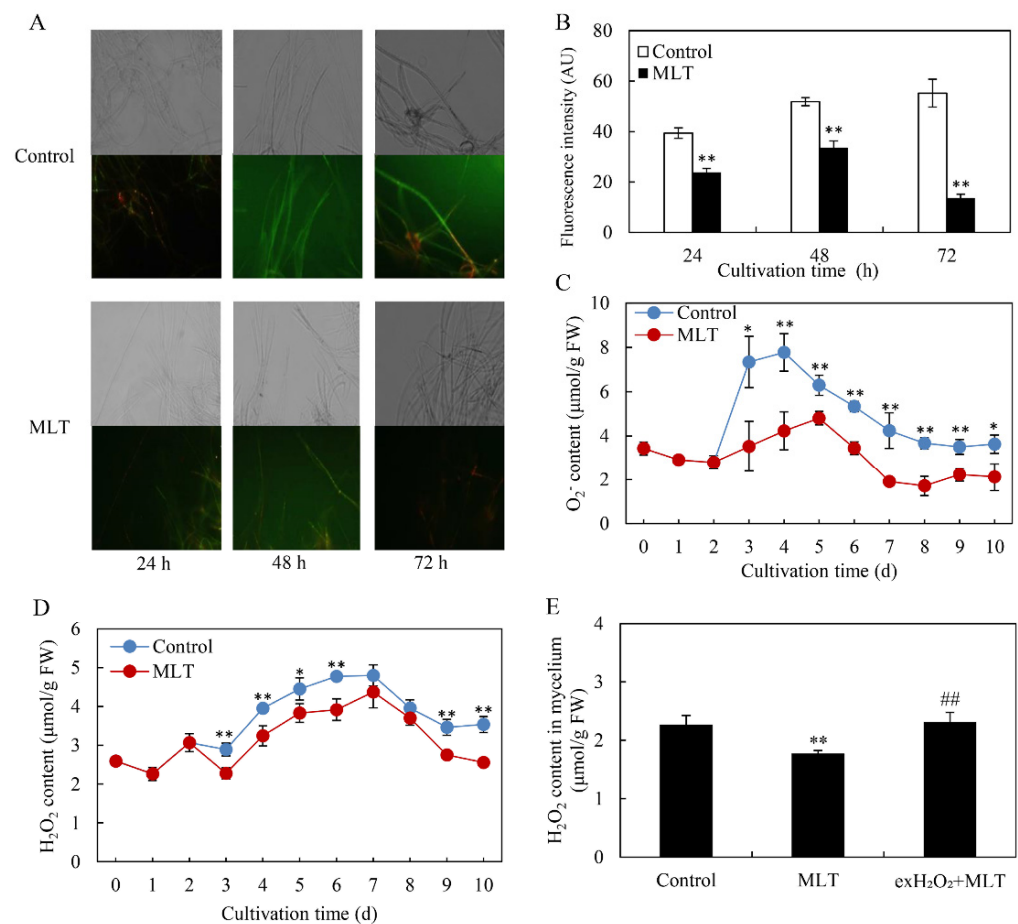 A
Control
MLT
24 h 48 h 72 h
B
Fluorescence intensity (AU)
80
60
40
20
0
Control
MLT
** ** **
24 48 72
Cultivation time (h)
C
O₂⁻ content (μmol/g FW)
10
8
6
4
2
0
Control
MLT
* ** ** ** ** ** ** *
0 1 2 3 4 5 6 7 8 9 10
Cultivation time (d)
D
H₂O₂ content (μmol/g FW)
6
5
4
3
2
1
0
Control
MLT
** ** * ** ** **
0 1 2 3 4 5 6 7 8 9 10
Cultivation time (d)
E
H₂O₂ content in mycelium
(μmol/g FW)
4
3
2
1
0
** ##
Control MLT exH₂O₂+MLT